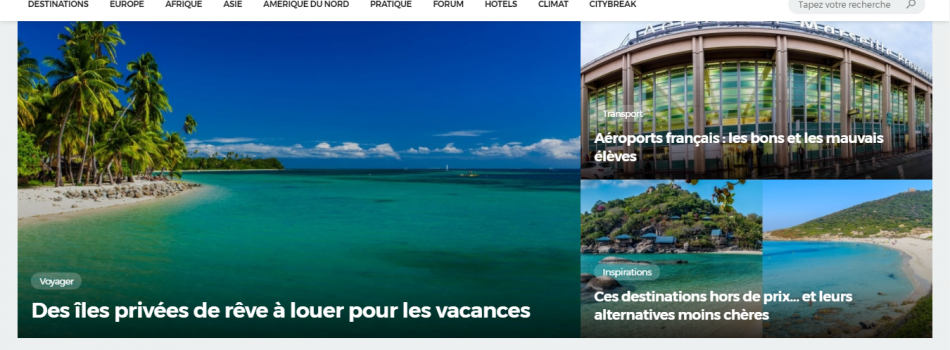 DESTINATIONS EUROPE AFRIQUE ASIE AMÉRIQUE DU NORD PRATIQUE FORUM HOTELS CLIMAT CITYBREAK Tapez votre recherche
Transport
Aéroports français : les bons et les mauvais
élèves
Voyager
Des îles privées de rêve à louer pour les vacances
Inspirations
Ces destinations hors de prix... et leurs
alternatives moins chères